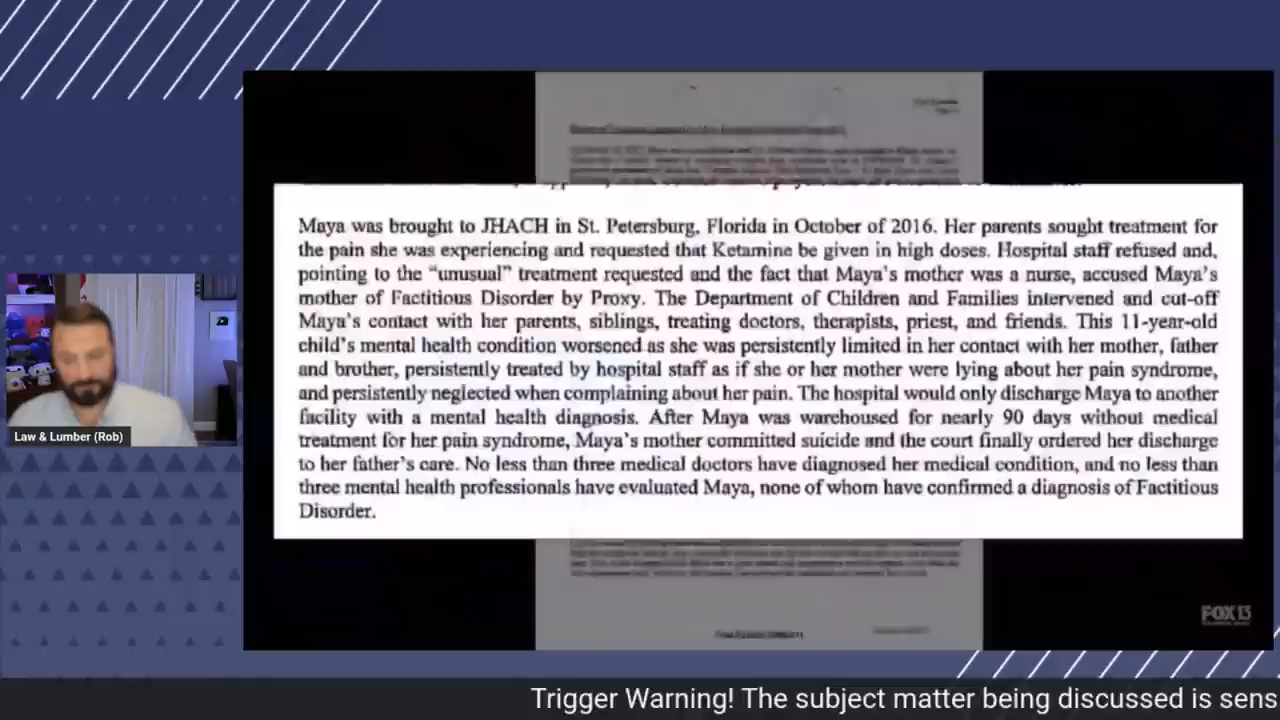 Maya was brought to JHACH in St. Petersburg, Florida in October of 2016. Her parents sought treatment for
the pain she was experiencing and requested that Ketamine be given in high doses. Hospital staff refused and,
pointing to the “unusual” treatment requested and the fact that Maya’s mother was a nurse, accused Maya’s
mother of Factitious Disorder by Proxy. The Department of Children and Families intervened and cut-off
Maya’s contact with her parents, siblings, treating doctors, therapists, priest, and friends. This 11-year-old
child’s mental health condition worsened as she was persistently limited in her contact with her mother, father
and brother, persistently treated by hospital staff as if she or her mother were lying about her pain syndrome,
and persistently neglected when complaining about her pain. The hospital would only discharge Maya to another
facility with a mental health diagnosis. After Maya was warehoused for nearly 90 days without medical
treatment for her pain syndrome, Maya’s mother committed suicide and the court finally ordered her discharge
to her father’s care. No less than three medical doctors have diagnosed her medical condition, and no less than
three mental health professionals have evaluated Maya, none of whom have confirmed a diagnosis of Factitious
Disorder.
Law & Lumber (Rob)
FOX 13
Trigger Warning! The subject matter being discussed is sens